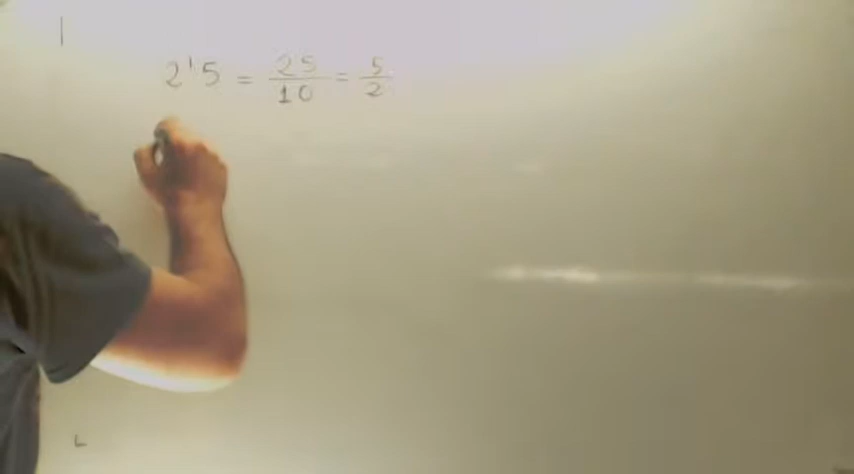 2'5 = 25/10 = 5/2